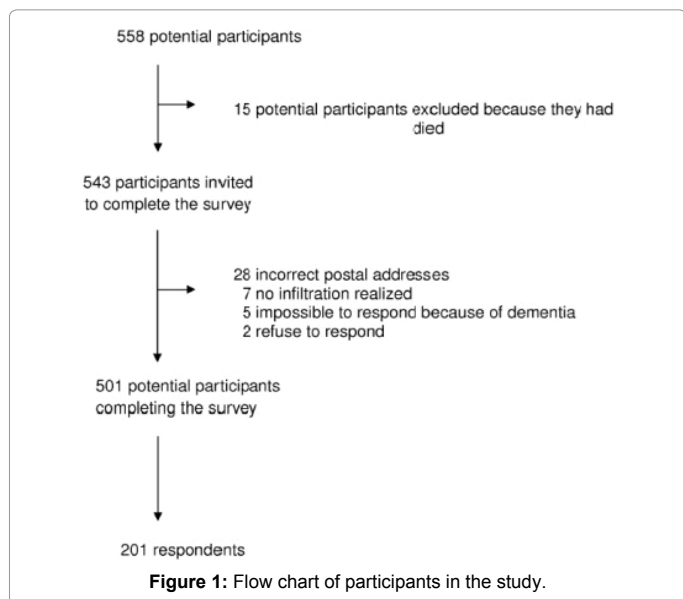 558 potential participants
15 potential participants excluded because they had
died
543 participants invited
to complete the survey
28 incorrect postal addresses
7 no infiltration realized
5 impossible to respond because of dementia
2 refuse to respond
501 potential participants
completing the survey
201 respondents
Figure 1: Flow chart of participants in the study.